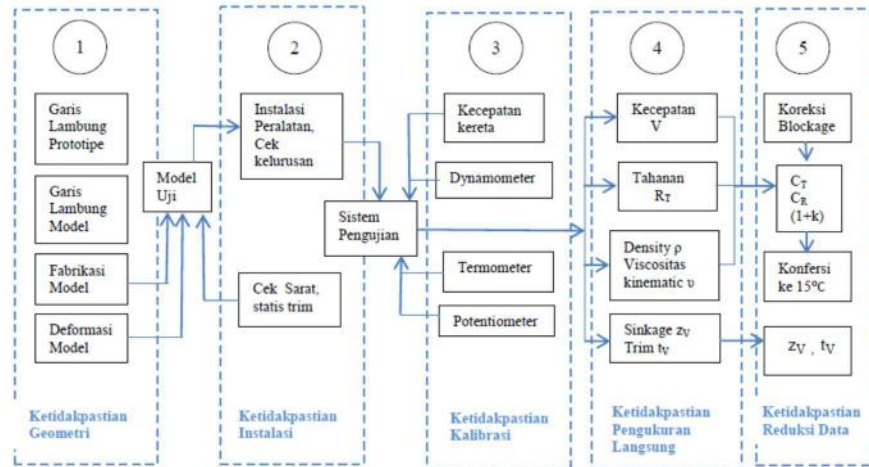 1
Garis
Lambung
Prototipe
Garis
Lambung
Model
Fabrikasi
Model
Deformasi
Model
Ketidakpastian
Geometri
Model
Uji
2
Instalasi
Peralatan,
Cek
kelurusan
Cek Sarat,
statis trim
Ketidakpastian
Instalasi
Sistem
Pengujian
3
Kecepatan
kereta
Dynamometer
Termometer
Potentiometer
Ketidakpastian
Kalibrasi
4
Kecepatan
V
Tahanan
RT
Density ρ
Viscositas
kinematic υ
Sinkage zV
Trim tV
Ketidakpastian
Pengukuran
Langsung
5
Koreksi
Blockage
CT
CR
(1+k)
Konfersi
ke 15°C
zV , tV
Ketidakpastian
Reduksi Data